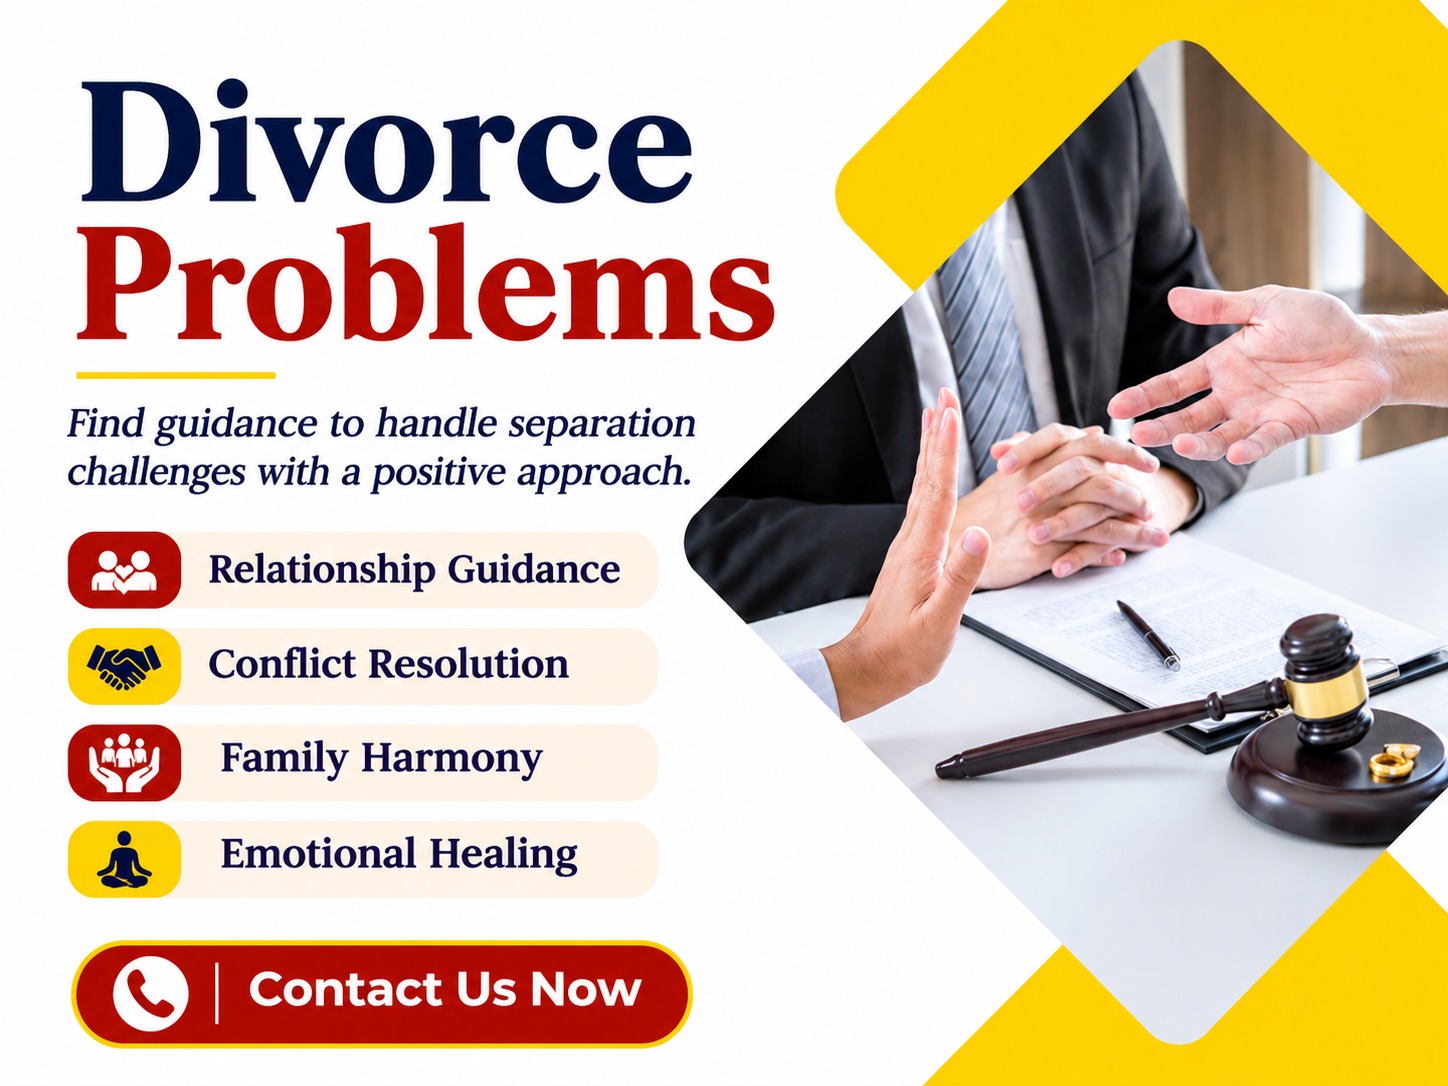 Divorce
Problems
Find guidance to handle separation
challenges with a positive approach.
Relationship Guidance
Conflict Resolution
Family Harmony
Emotional Healing
Contact Us Now